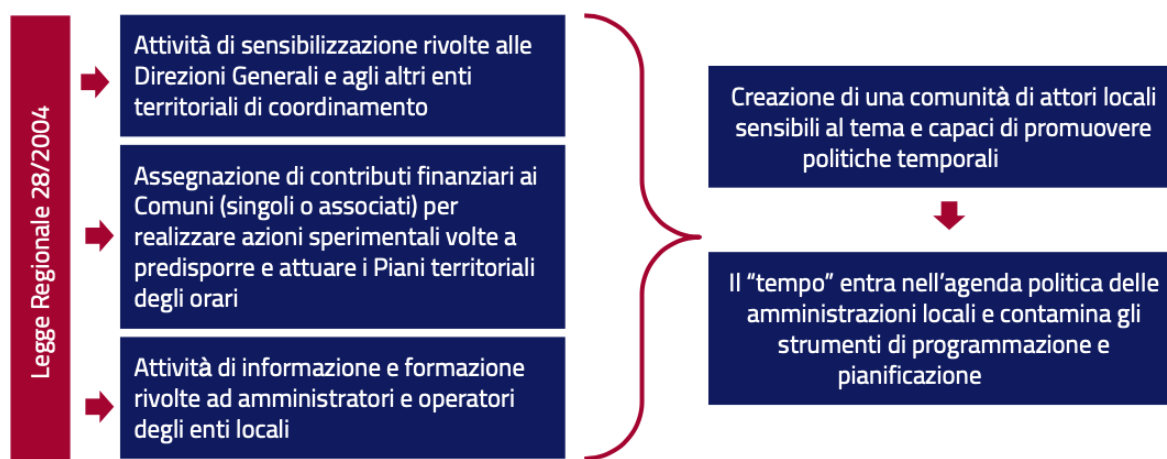 Legge Regionale 28/2004
Attività di sensibilizzazione rivolte alle
Direzioni Generali e agli altri enti
territoriali di coordinamento
Assegnazione di contributi finanziari ai
Comuni (singoli o associati) per
realizzare azioni sperimentali volte a
predisporre e attuare i Piani territoriali
degli orari
Attività di informazione e formazione
rivolte ad amministratori e operatori
degli enti locali
Creazione di una comunità di attori locali
sensibili al tema e capaci di promuovere
politiche temporali
Il “tempo” entra nell’agenda politica delle
amministrazioni locali e contamina gli
strumenti di programmazione e
pianificazione